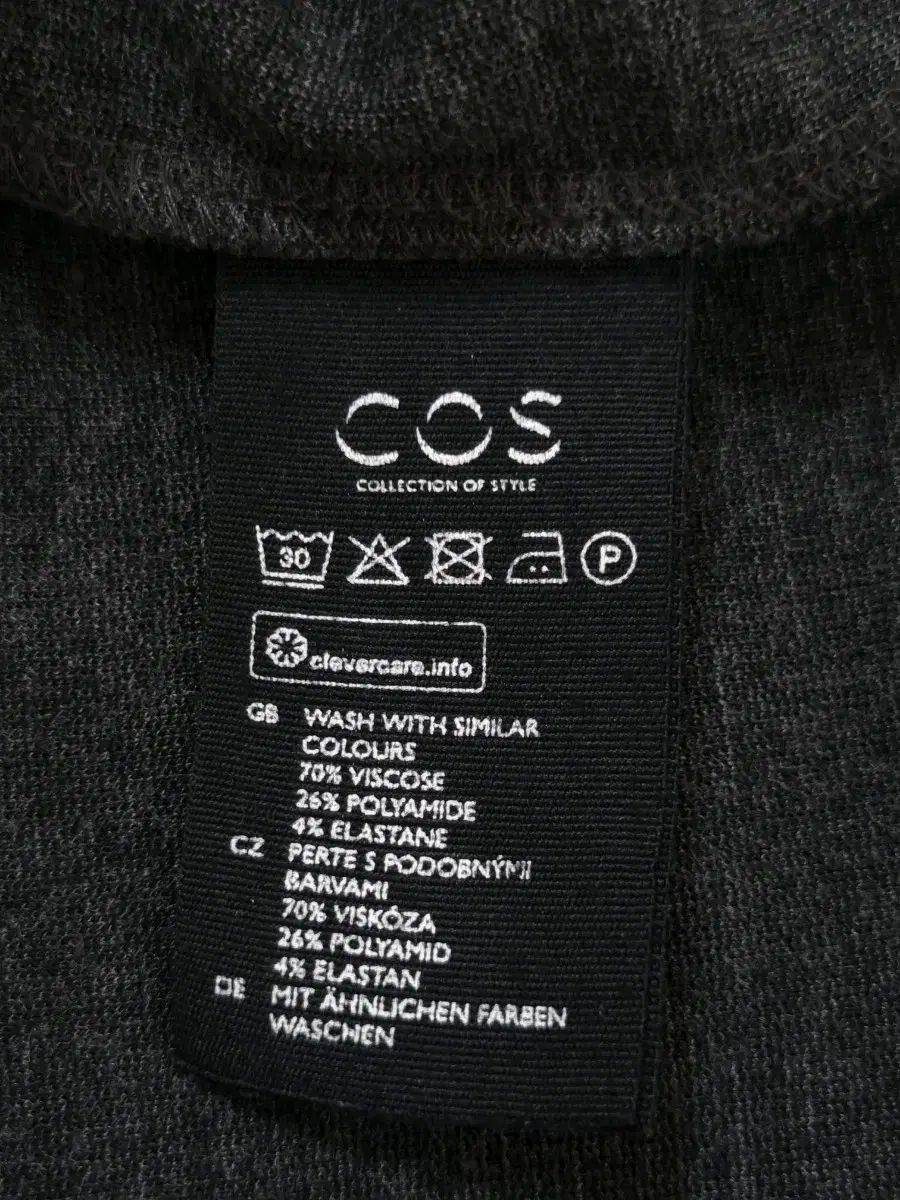 COS
COLLECTION OF STYLE
30 P
clevercare.info
GB WASH WITH SIMILAR
COLOURS
70% VISCOSE
26% POLYAMIDE
4% ELASTANE
CZ PERTE S PODOBNÝMI
BARVAMI
70% VISKÓZA
26% POLYAMID
4% ELASTAN
DE MIT ÄHNLICHEN FARBEN
WASCHEN